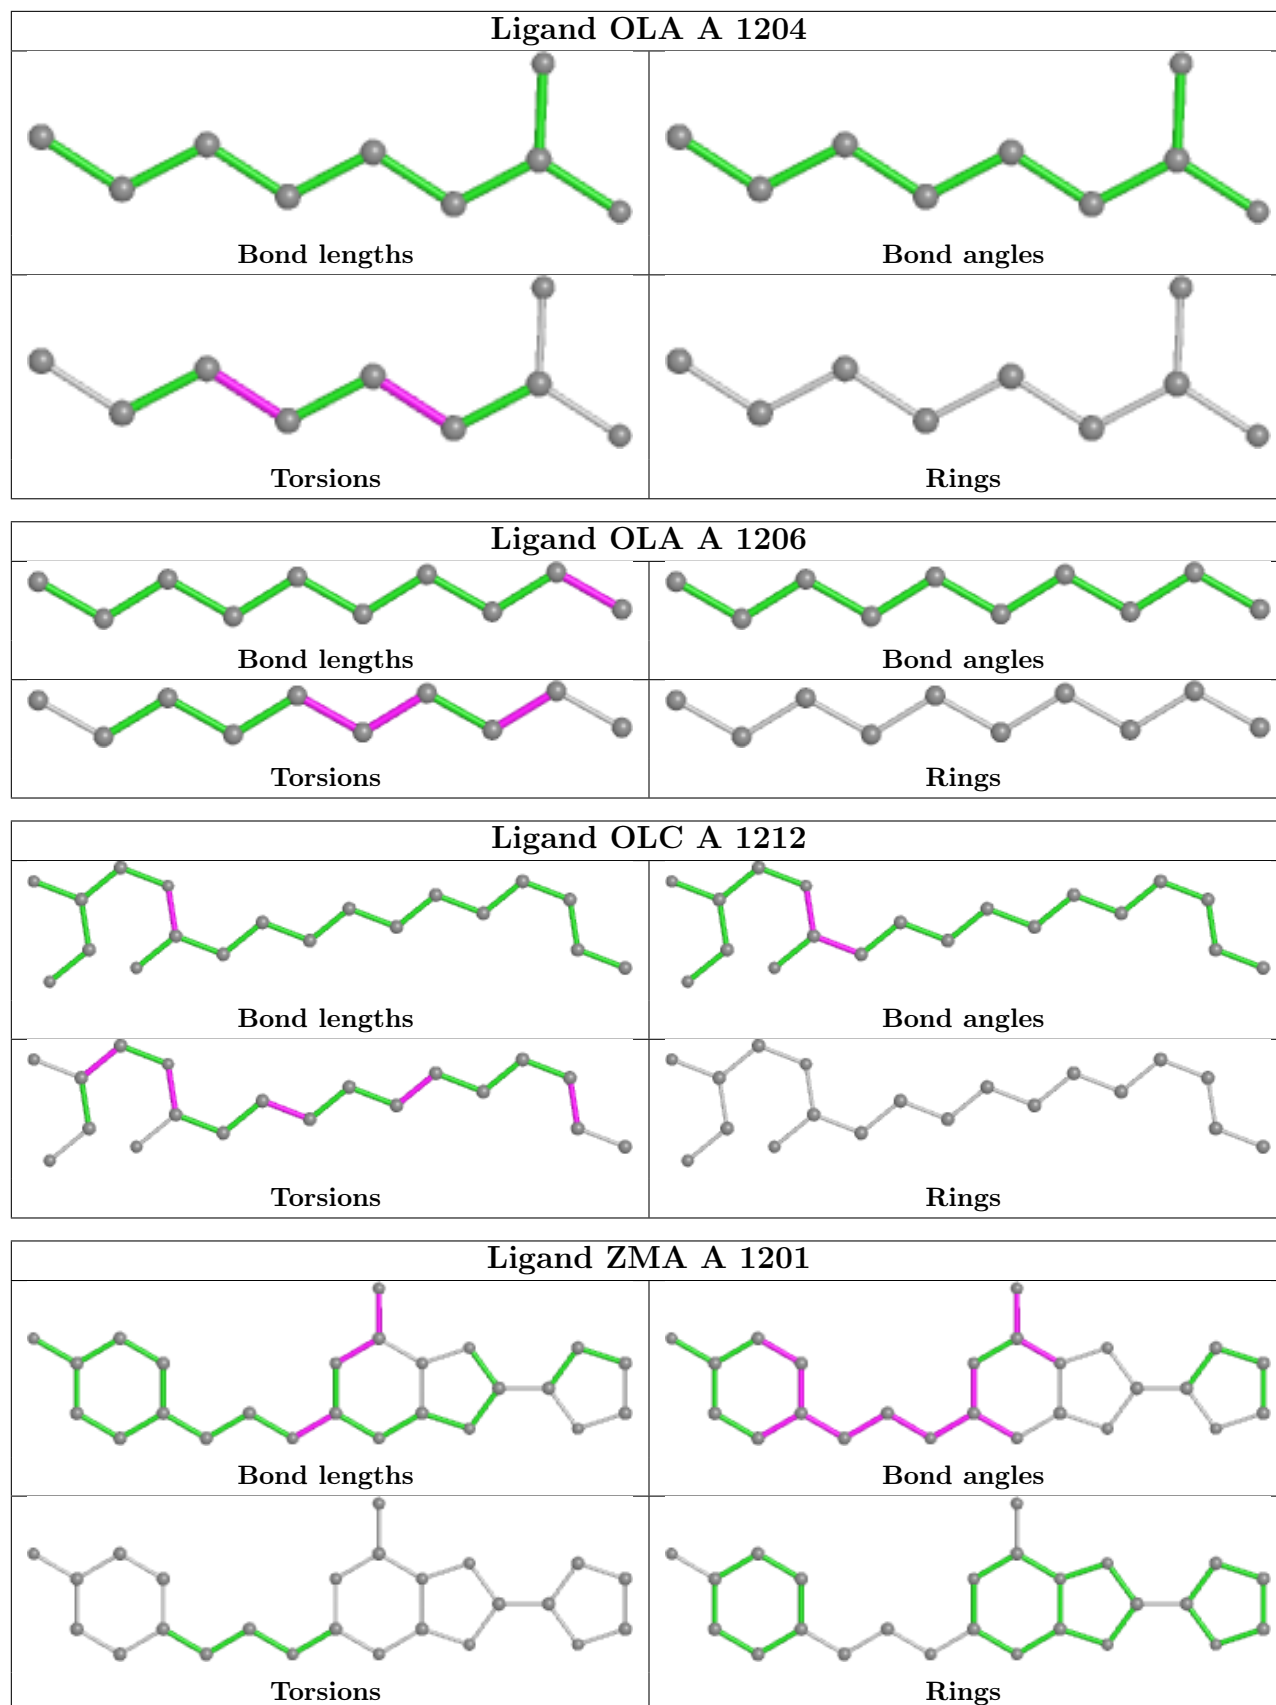 Ligand OLA A 1204
Bond lengths
Bond angles
Torsions
Rings
Ligand OLA A 1206
Bond lengths
Bond angles
Torsions
Rings
Ligand OLC A 1212
Bond lengths
Bond angles
Torsions
Rings
Ligand ZMA A 1201
Bond lengths
Bond angles
Torsions
Rings